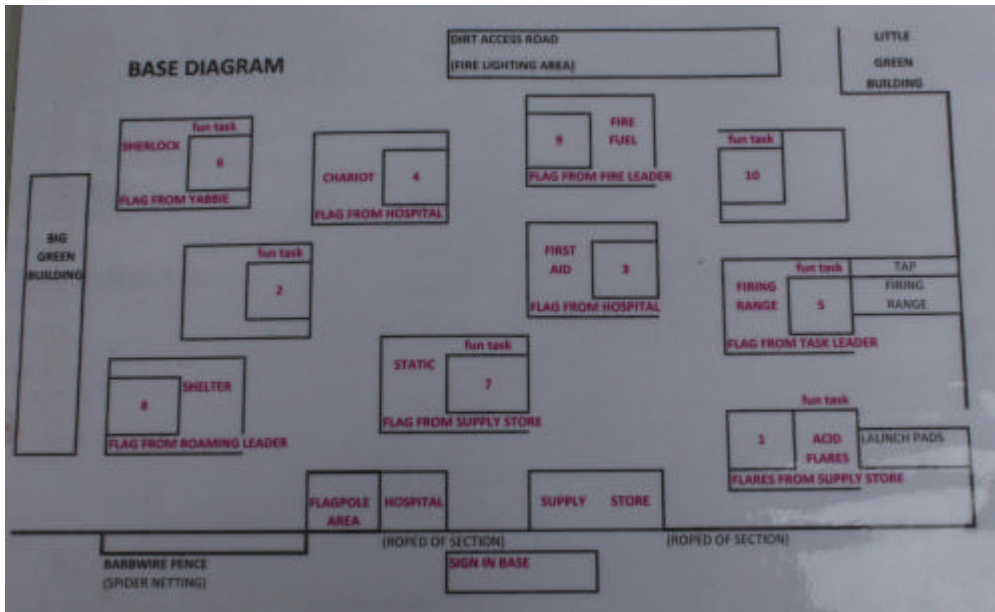 BASE DIAGRAM
DIRT ACCESS ROAD
(FIRE LIGHTING AREA)
LITTLE
GREEN
BUILDING
fun task
SHERLOCK
6
FLAG FROM YABBIE
CHARIOT
4
FLAG FROM HOSPITAL
9
FIRE
FUEL
FLAG FROM FIRE LEADER
fun task
10
BIG
GREEN
BUILDING
fun task
2
FIRST
AID
3
FLAG FROM HOSPITAL
fun task
FIRING
RANGE
5
FLAG FROM TASK LEADER
TAP
FIRING
RANGE
SHELTER
8
FLAG FROM ROAMING LEADER
fun task
STATIC
7
FLAG FROM SUPPLY STORE
fun task
1
ACID
FLARES
FLARES FROM SUPPLY STORE
LAUNCH PADS
FLAGPOLE
AREA
HOSPITAL
SUPPLY STORE
(ROPED OF SECTION)
(ROPED OF SECTION)
BARBWIRE FENCE
(SPIDER NETTING)
SIGN IN BASE